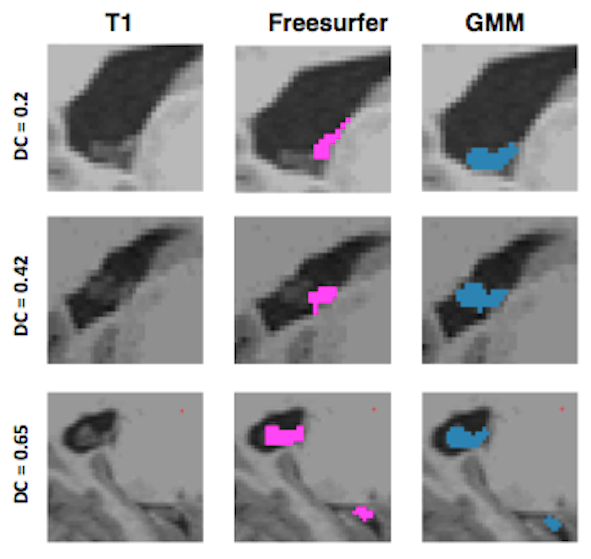 T1 Freesurfer GMM
DC = 0.2
DC = 0.42
DC = 0.65